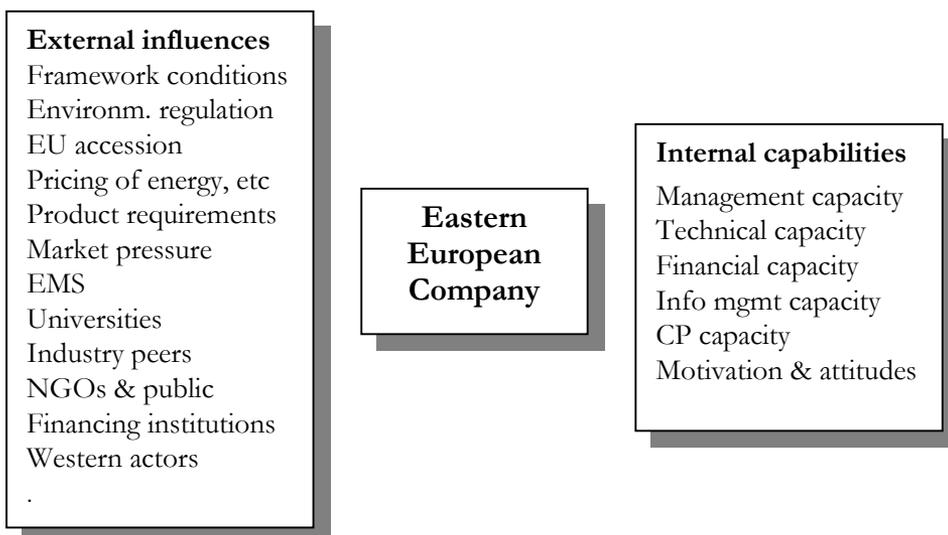 External influences
Framework conditions
Environm. regulation
EU accession
Pricing of energy, etc
Product requirements
Market pressure
EMS
Universities
Industry peers
NGOs & public
Financing institutions
Western actors
.
Eastern
European
Company
Internal capabilities
Management capacity
Technical capacity
Financial capacity
Info mgmt capacity
CP capacity
Motivation & attitudes